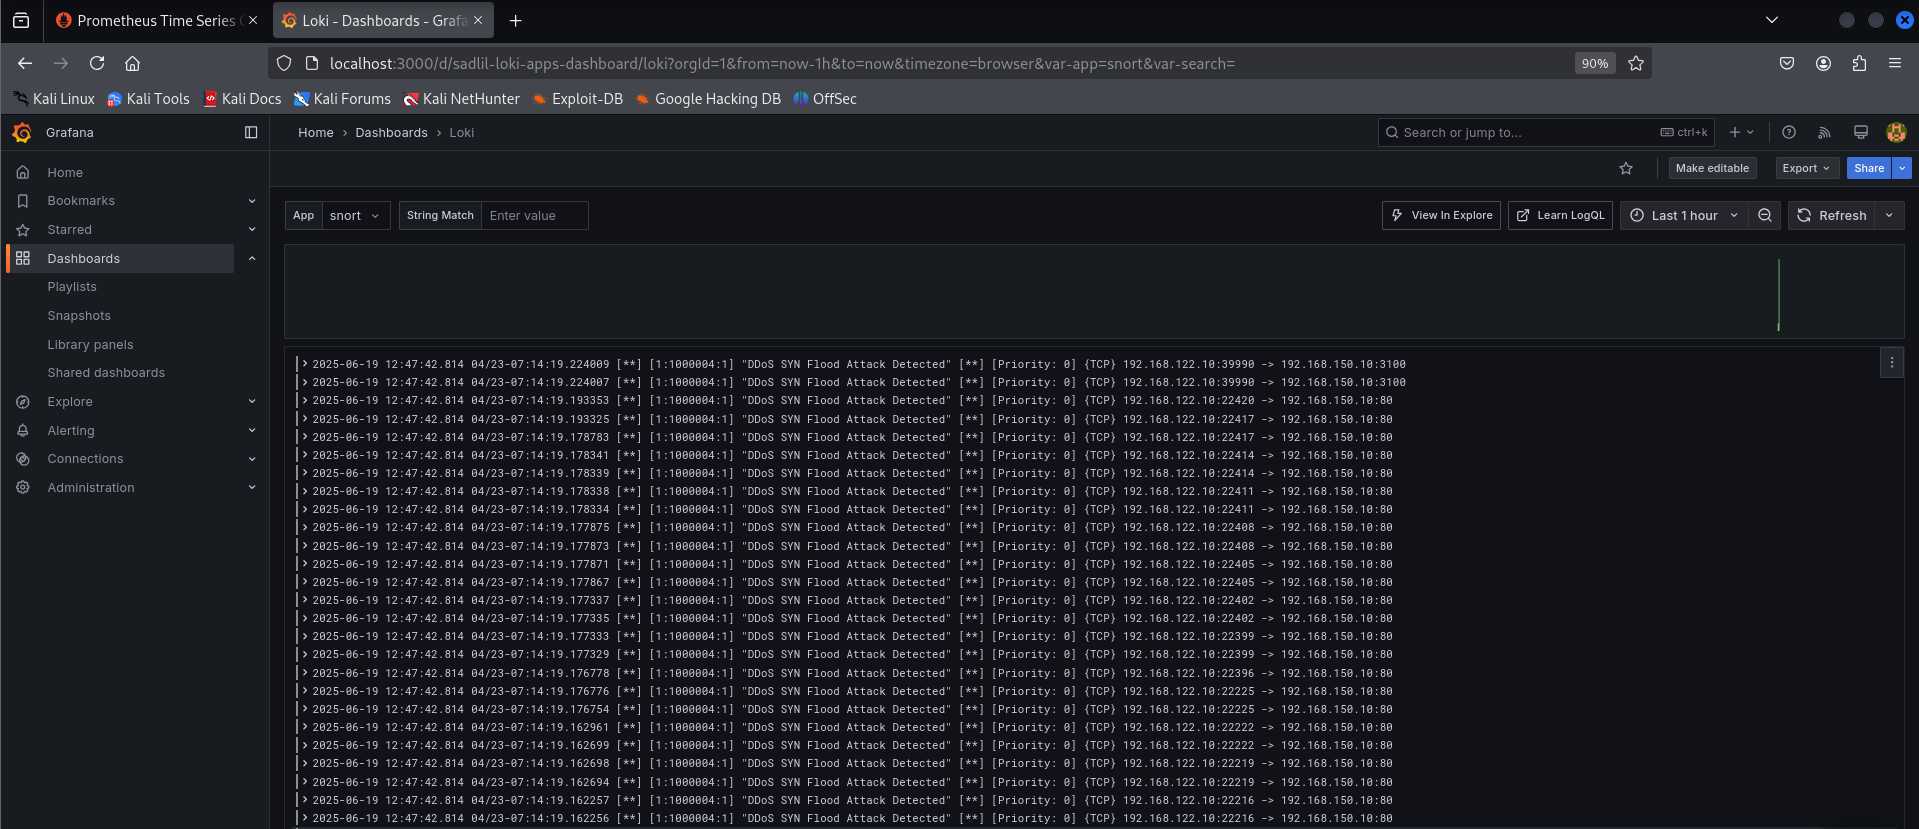 Prometheus Time Series
Loki - Dashboards - Grafa
localhost:3000/d/sadlil-loki-apps-dashboard/loki?orgId=1&from=now-1h&to=now&timezone=browser&var-app=snort&var-search=
90%
Kali Linux Kali Tools Kali Docs Kali Forums Kali NetHunter Exploit-DB Google Hacking DB OffSec
Grafana
Home › Dashboards › Loki
Search or jump to... ctrl+k
Make editable Export Share
Home
Bookmarks
Starred
Dashboards
Playlists
Snapshots
Library panels
Shared dashboards
Explore
Alerting
Connections
Administration
App snort String Match Enter value View In Explore Learn LogQL Last 1 hour Refresh
2025-06-19 12:47:42.814 04/23-07:14:19.224009 [**] [1:1000004:1] "DDoS SYN Flood Attack Detected" [**] [Priority: 0] {TCP} 192.168.122.10:39990 -> 192.168.150.10:3100
2025-06-19 12:47:42.814 04/23-07:14:19.224007 [**] [1:1000004:1] "DDoS SYN Flood Attack Detected" [**] [Priority: 0] {TCP} 192.168.122.10:39990 -> 192.168.150.10:3100
2025-06-19 12:47:42.814 04/23-07:14:19.193353 [**] [1:1000004:1] "DDoS SYN Flood Attack Detected" [**] [Priority: 0] {TCP} 192.168.122.10:22420 -> 192.168.150.10:80
2025-06-19 12:47:42.814 04/23-07:14:19.193325 [**] [1:1000004:1] "DDoS SYN Flood Attack Detected" [**] [Priority: 0] {TCP} 192.168.122.10:22417 -> 192.168.150.10:80
2025-06-19 12:47:42.814 04/23-07:14:19.178783 [**] [1:1000004:1] "DDoS SYN Flood Attack Detected" [**] [Priority: 0] {TCP} 192.168.122.10:22417 -> 192.168.150.10:80
2025-06-19 12:47:42.814 04/23-07:14:19.178341 [**] [1:1000004:1] "DDoS SYN Flood Attack Detected" [**] [Priority: 0] {TCP} 192.168.122.10:22414 -> 192.168.150.10:80
2025-06-19 12:47:42.814 04/23-07:14:19.178339 [**] [1:1000004:1] "DDoS SYN Flood Attack Detected" [**] [Priority: 0] {TCP} 192.168.122.10:22414 -> 192.168.150.10:80
2025-06-19 12:47:42.814 04/23-07:14:19.178338 [**] [1:1000004:1] "DDoS SYN Flood Attack Detected" [**] [Priority: 0] {TCP} 192.168.122.10:22411 -> 192.168.150.10:80
2025-06-19 12:47:42.814 04/23-07:14:19.178334 [**] [1:1000004:1] "DDoS SYN Flood Attack Detected" [**] [Priority: 0] {TCP} 192.168.122.10:22411 -> 192.168.150.10:80
2025-06-19 12:47:42.814 04/23-07:14:19.177875 [**] [1:1000004:1] "DDoS SYN Flood Attack Detected" [**] [Priority: 0] {TCP} 192.168.122.10:22408 -> 192.168.150.10:80
2025-06-19 12:47:42.814 04/23-07:14:19.177873 [**] [1:1000004:1] "DDoS SYN Flood Attack Detected" [**] [Priority: 0] {TCP} 192.168.122.10:22408 -> 192.168.150.10:80
2025-06-19 12:47:42.814 04/23-07:14:19.177871 [**] [1:1000004:1] "DDoS SYN Flood Attack Detected" [**] [Priority: 0] {TCP} 192.168.122.10:22405 -> 192.168.150.10:80
2025-06-19 12:47:42.814 04/23-07:14:19.177867 [**] [1:1000004:1] "DDoS SYN Flood Attack Detected" [**] [Priority: 0] {TCP} 192.168.122.10:22405 -> 192.168.150.10:80
2025-06-19 12:47:42.814 04/23-07:14:19.177337 [**] [1:1000004:1] "DDoS SYN Flood Attack Detected" [**] [Priority: 0] {TCP} 192.168.122.10:22402 -> 192.168.150.10:80
2025-06-19 12:47:42.814 04/23-07:14:19.177335 [**] [1:1000004:1] "DDoS SYN Flood Attack Detected" [**] [Priority: 0] {TCP} 192.168.122.10:22402 -> 192.168.150.10:80
2025-06-19 12:47:42.814 04/23-07:14:19.177333 [**] [1:1000004:1] "DDoS SYN Flood Attack Detected" [**] [Priority: 0] {TCP} 192.168.122.10:22399 -> 192.168.150.10:80
2025-06-19 12:47:42.814 04/23-07:14:19.177329 [**] [1:1000004:1] "DDoS SYN Flood Attack Detected" [**] [Priority: 0] {TCP} 192.168.122.10:22399 -> 192.168.150.10:80
2025-06-19 12:47:42.814 04/23-07:14:19.176778 [**] [1:1000004:1] "DDoS SYN Flood Attack Detected" [**] [Priority: 0] {TCP} 192.168.122.10:22396 -> 192.168.150.10:80
2025-06-19 12:47:42.814 04/23-07:14:19.176776 [**] [1:1000004:1] "DDoS SYN Flood Attack Detected" [**] [Priority: 0] {TCP} 192.168.122.10:22225 -> 192.168.150.10:80
2025-06-19 12:47:42.814 04/23-07:14:19.176754 [**] [1:1000004:1] "DDoS SYN Flood Attack Detected" [**] [Priority: 0] {TCP} 192.168.122.10:22225 -> 192.168.150.10:80
2025-06-19 12:47:42.814 04/23-07:14:19.162961 [**] [1:1000004:1] "DDoS SYN Flood Attack Detected" [**] [Priority: 0] {TCP} 192.168.122.10:22222 -> 192.168.150.10:80
2025-06-19 12:47:42.814 04/23-07:14:19.162699 [**] [1:1000004:1] "DDoS SYN Flood Attack Detected" [**] [Priority: 0] {TCP} 192.168.122.10:22222 -> 192.168.150.10:80
2025-06-19 12:47:42.814 04/23-07:14:19.162698 [**] [1:1000004:1] "DDoS SYN Flood Attack Detected" [**] [Priority: 0] {TCP} 192.168.122.10:22219 -> 192.168.150.10:80
2025-06-19 12:47:42.814 04/23-07:14:19.162694 [**] [1:1000004:1] "DDoS SYN Flood Attack Detected" [**] [Priority: 0] {TCP} 192.168.122.10:22219 -> 192.168.150.10:80
2025-06-19 12:47:42.814 04/23-07:14:19.162257 [**] [1:1000004:1] "DDoS SYN Flood Attack Detected" [**] [Priority: 0] {TCP} 192.168.122.10:22216 -> 192.168.150.10:80
2025-06-19 12:47:42.814 04/23-07:14:19.162256 [**] [1:1000004:1] "DDoS SYN Flood Attack Detected" [**] [Priority: 0] {TCP} 192.168.122.10:22216 -> 192.168.150.10:80